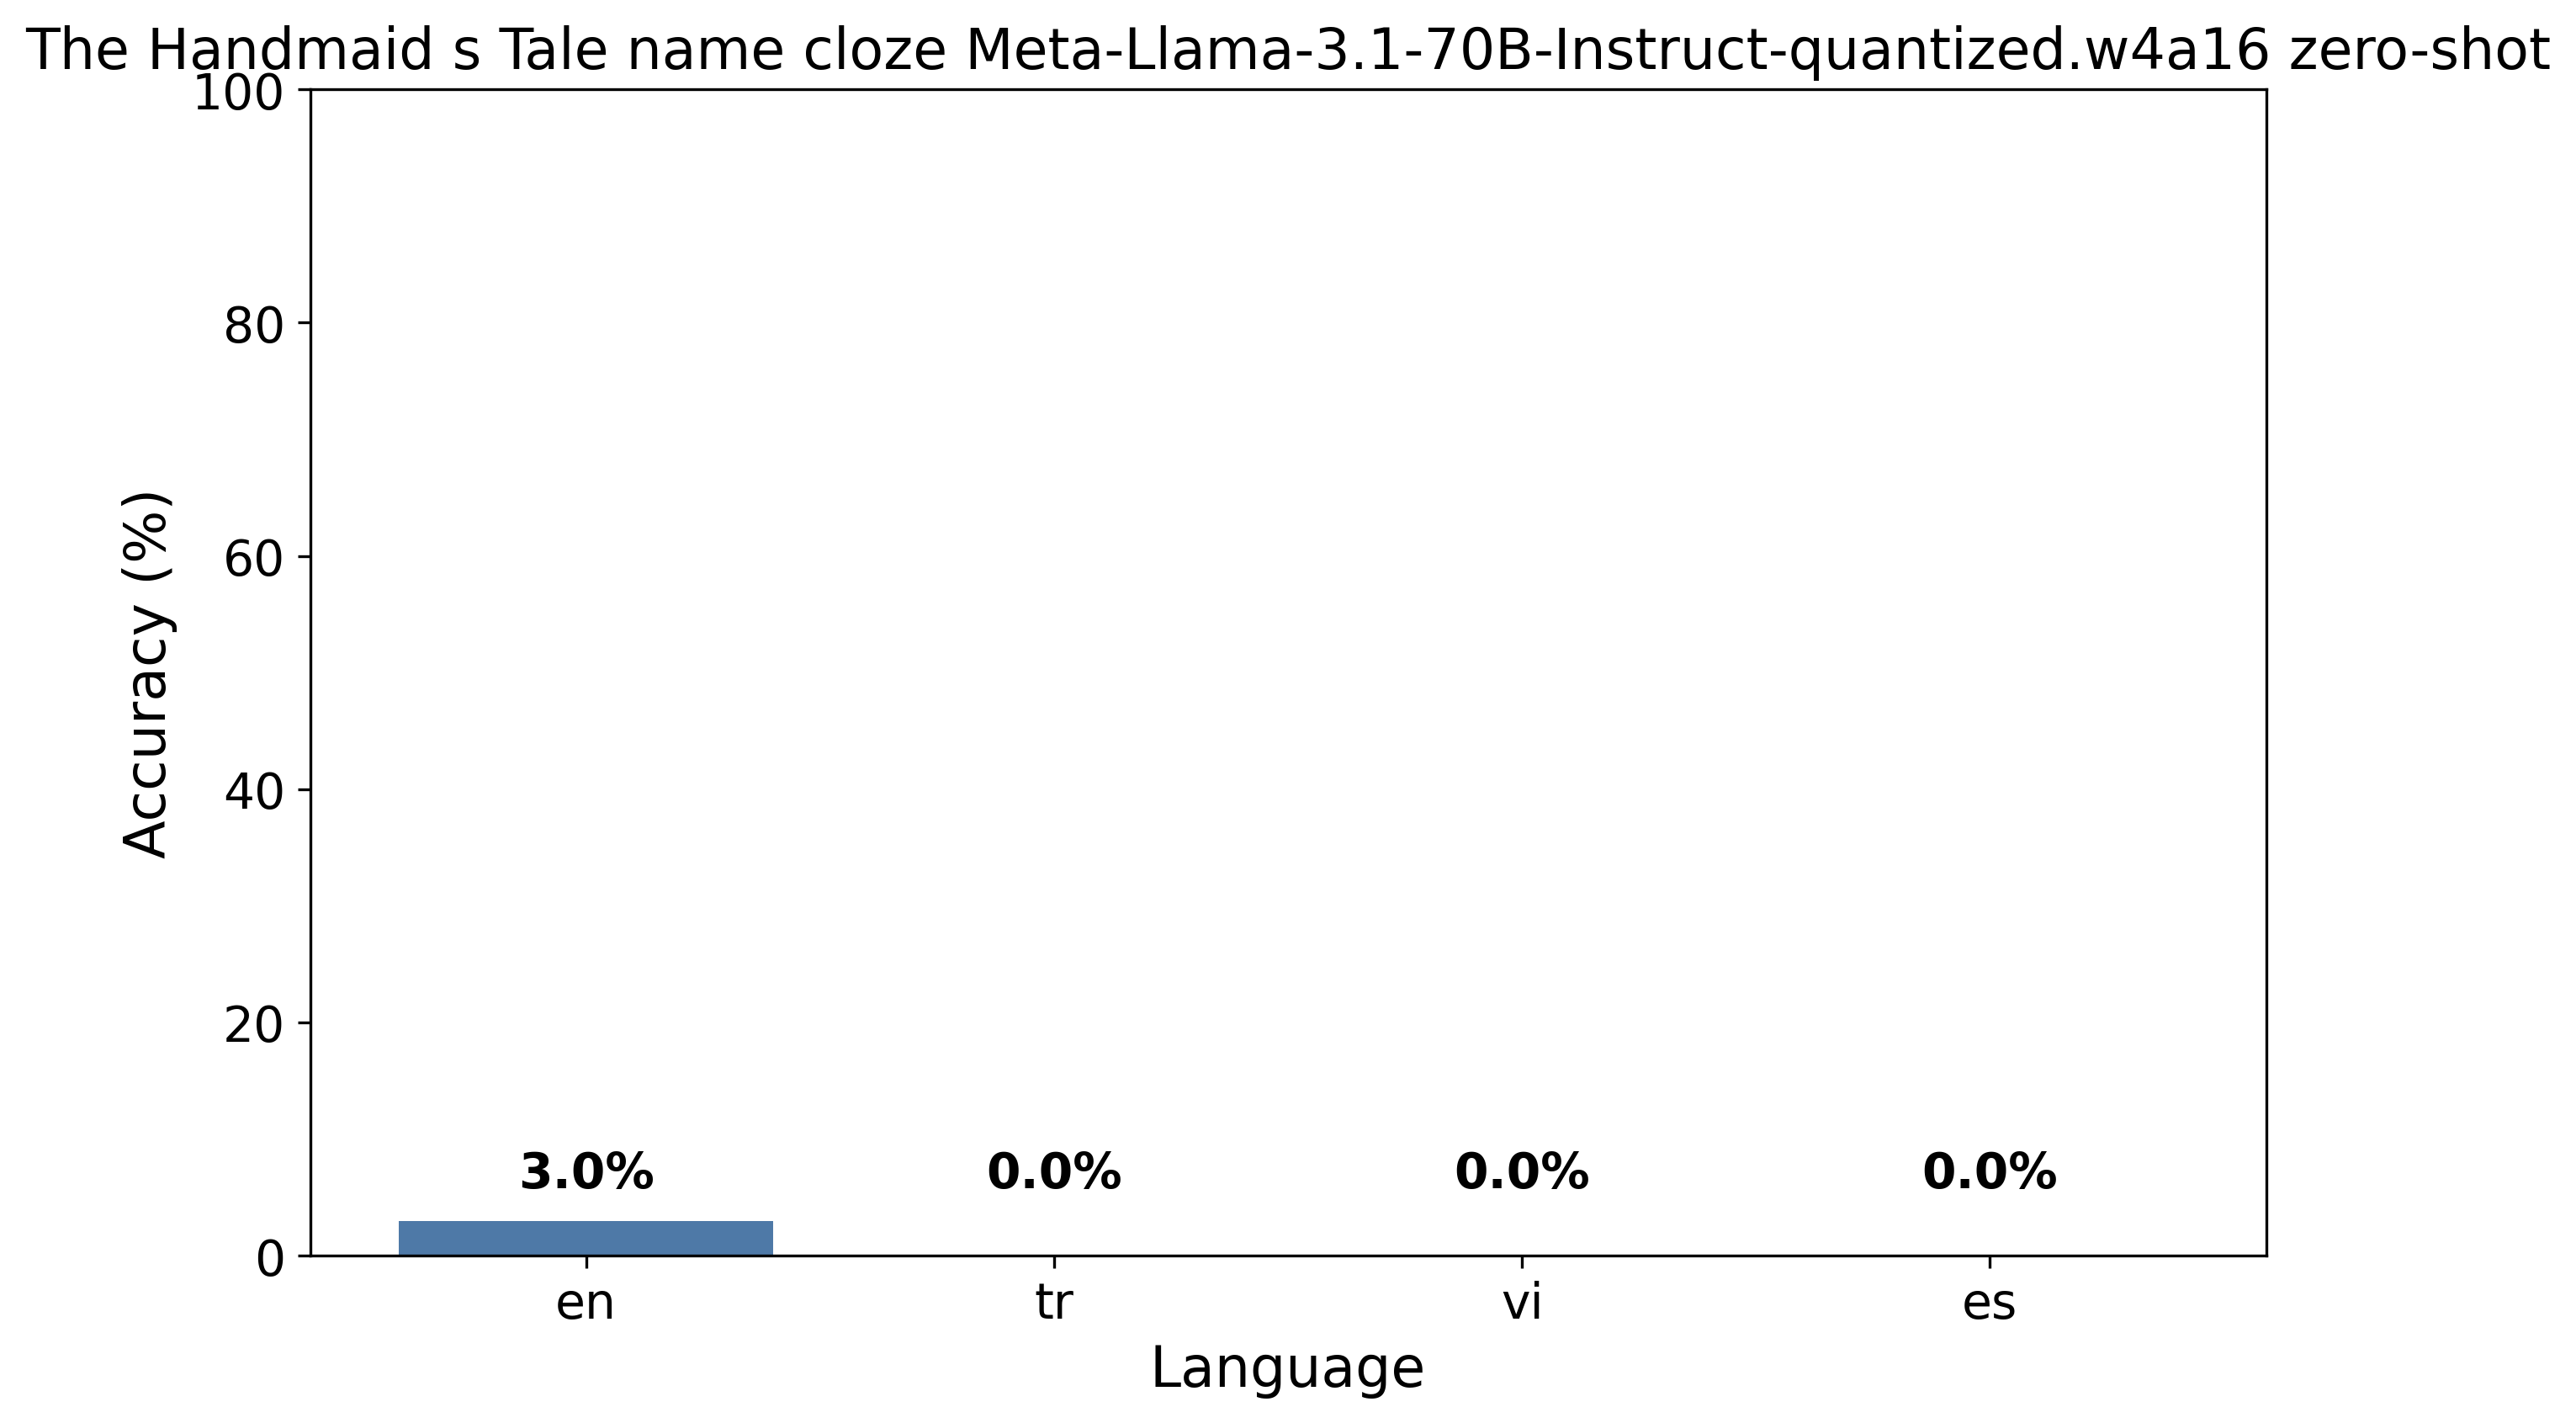 The Handmaid s Tale name cloze Meta-Llama-3.1-70B-Instruct-quantized.w4a16 zero-shot
100
80
60
40
20
0
Accuracy (%)
3.0% 0.0% 0.0% 0.0%
en tr vi es
Language